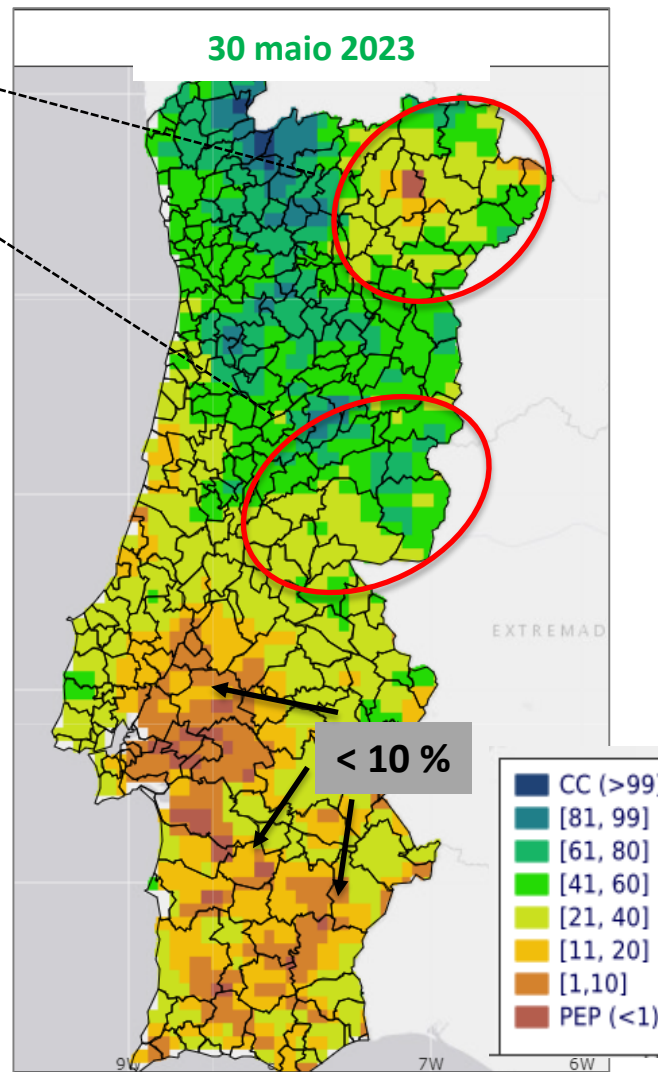 30 maio 2023
EXTREMAD
< 10 %
CC (>99)
[81, 99]
[61, 80]
[41, 60]
[21, 40]
[11, 20]
[1,10]
PEP (<1)
9W 7W 6W